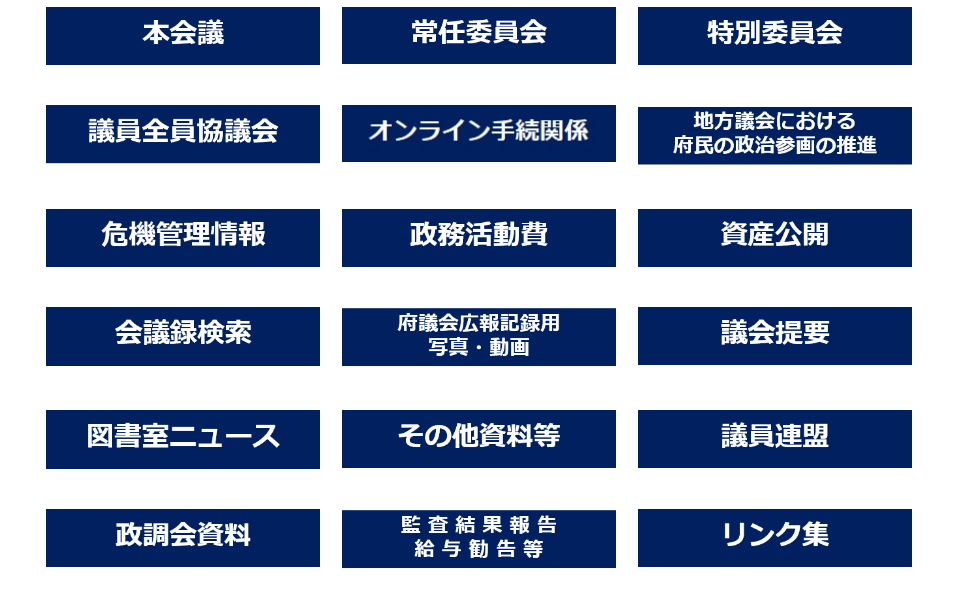 本会議
常任委員会
特別委員会
議員全員協議会
オンライン手続関係
地方議会における
府民の政治参画の推進
危機管理情報
政務活動費
資産公開
会議録検索
府議会広報記録用
写真・動画
議会提要
図書室ニュース
その他資料等
議員連盟
政調会資料
監査結果報告
給与勧告等
リンク集